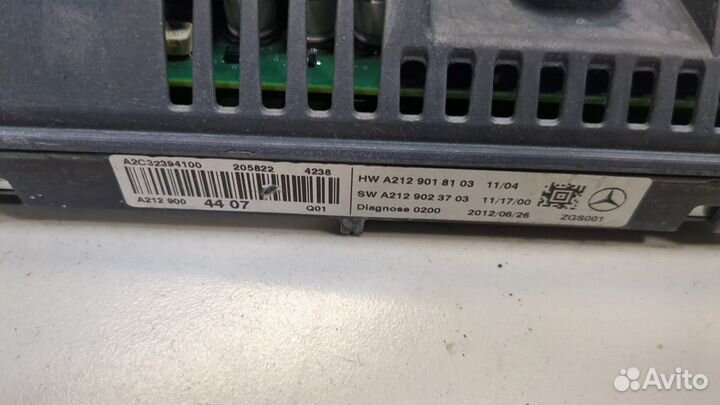 A2C32394100 205822 4238
A212 900 44 07 Q01
HW A212 901 81 03 11/04
SW A212 902 37 03 11/17/00
Diagnose 0200 2012/06/26
ZGS001
Avito